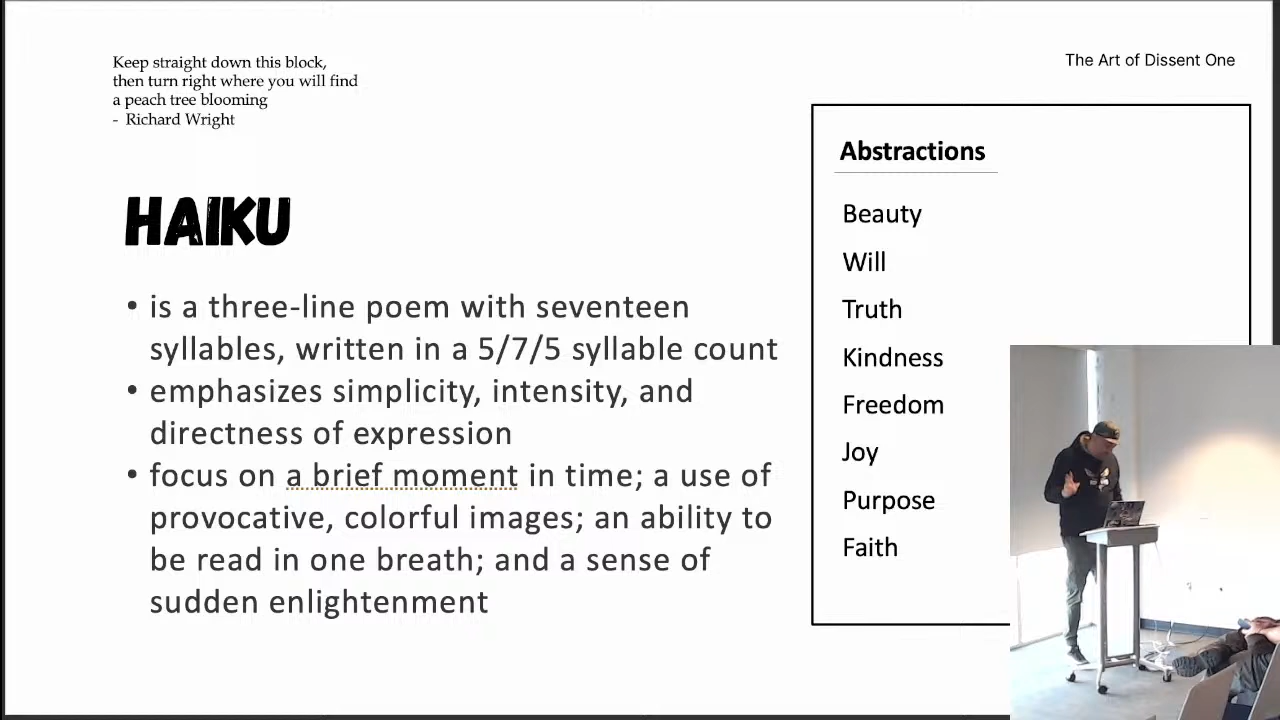 Keep straight down this block,
then turn right where you will find
a peach tree blooming
- Richard Wright
The Art of Dissent One
HAIKU
• is a three-line poem with seventeen
syllables, written in a 5/7/5 syllable count
• emphasizes simplicity, intensity, and
directness of expression
• focus on a brief moment in time; a use of
provocative, colorful images; an ability to
be read in one breath; and a sense of
sudden enlightenment
Abstractions
Beauty
Will
Truth
Kindness
Freedom
Joy
Purpose
Faith